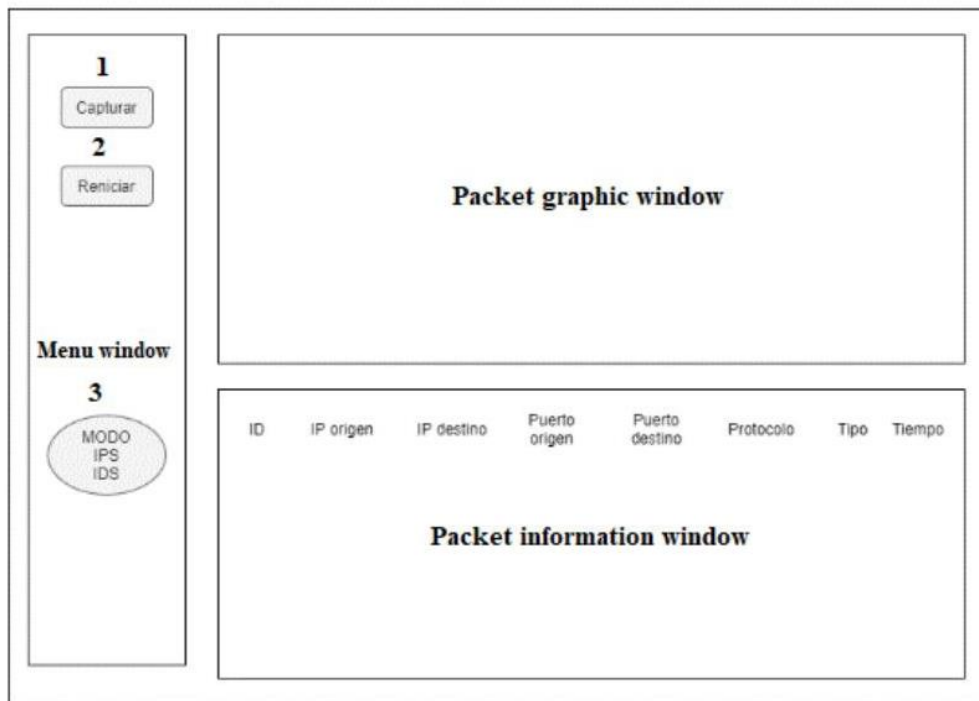 1
Capturar
2
Reniciar
Menu window
3
MODO
IPS
IDS
Packet graphic window
ID IP origen IP destino Puerto origen Puerto destino Protocolo Tipo Tiempo
Packet information window